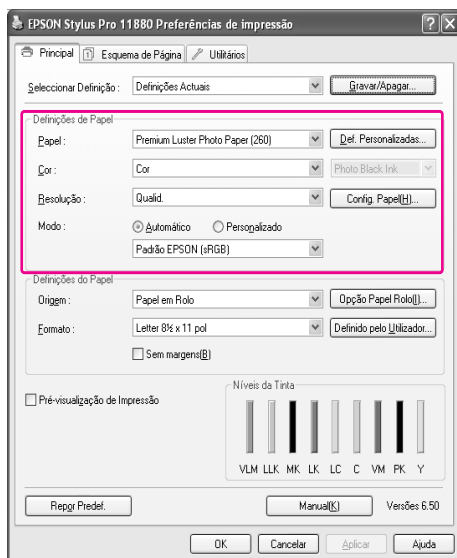 EPSON Stylus Pro 11880 Preferências de impressão
Principal Esquema de Página Utilitários
Seleccionar Definição : Definições Actuais Gravar/Apagar...
Definições de Papel
Papel : Premium Luster Photo Paper (260) Def. Personalizadas...
Cor : Cor Photo Black Ink
Resolução : Qualid. Config. Papel(H)...
Modo : Automático Personalizado
Padrão EPSON (sRGB)
Definições do Papel
Origem : Papel em Rolo Opção Papel Rolo(I)...
Formato : Letter 8½ x 11 pol Definido pelo Utilizador...
Sem margens(B)
Pré-visualização de Impressão
Níveis da Tinta
VLM LLK MK LK LC C VM PK Y
Repor Predef. Manual(K) Versões 6.50
OK Cancelar Aplicar Ajuda